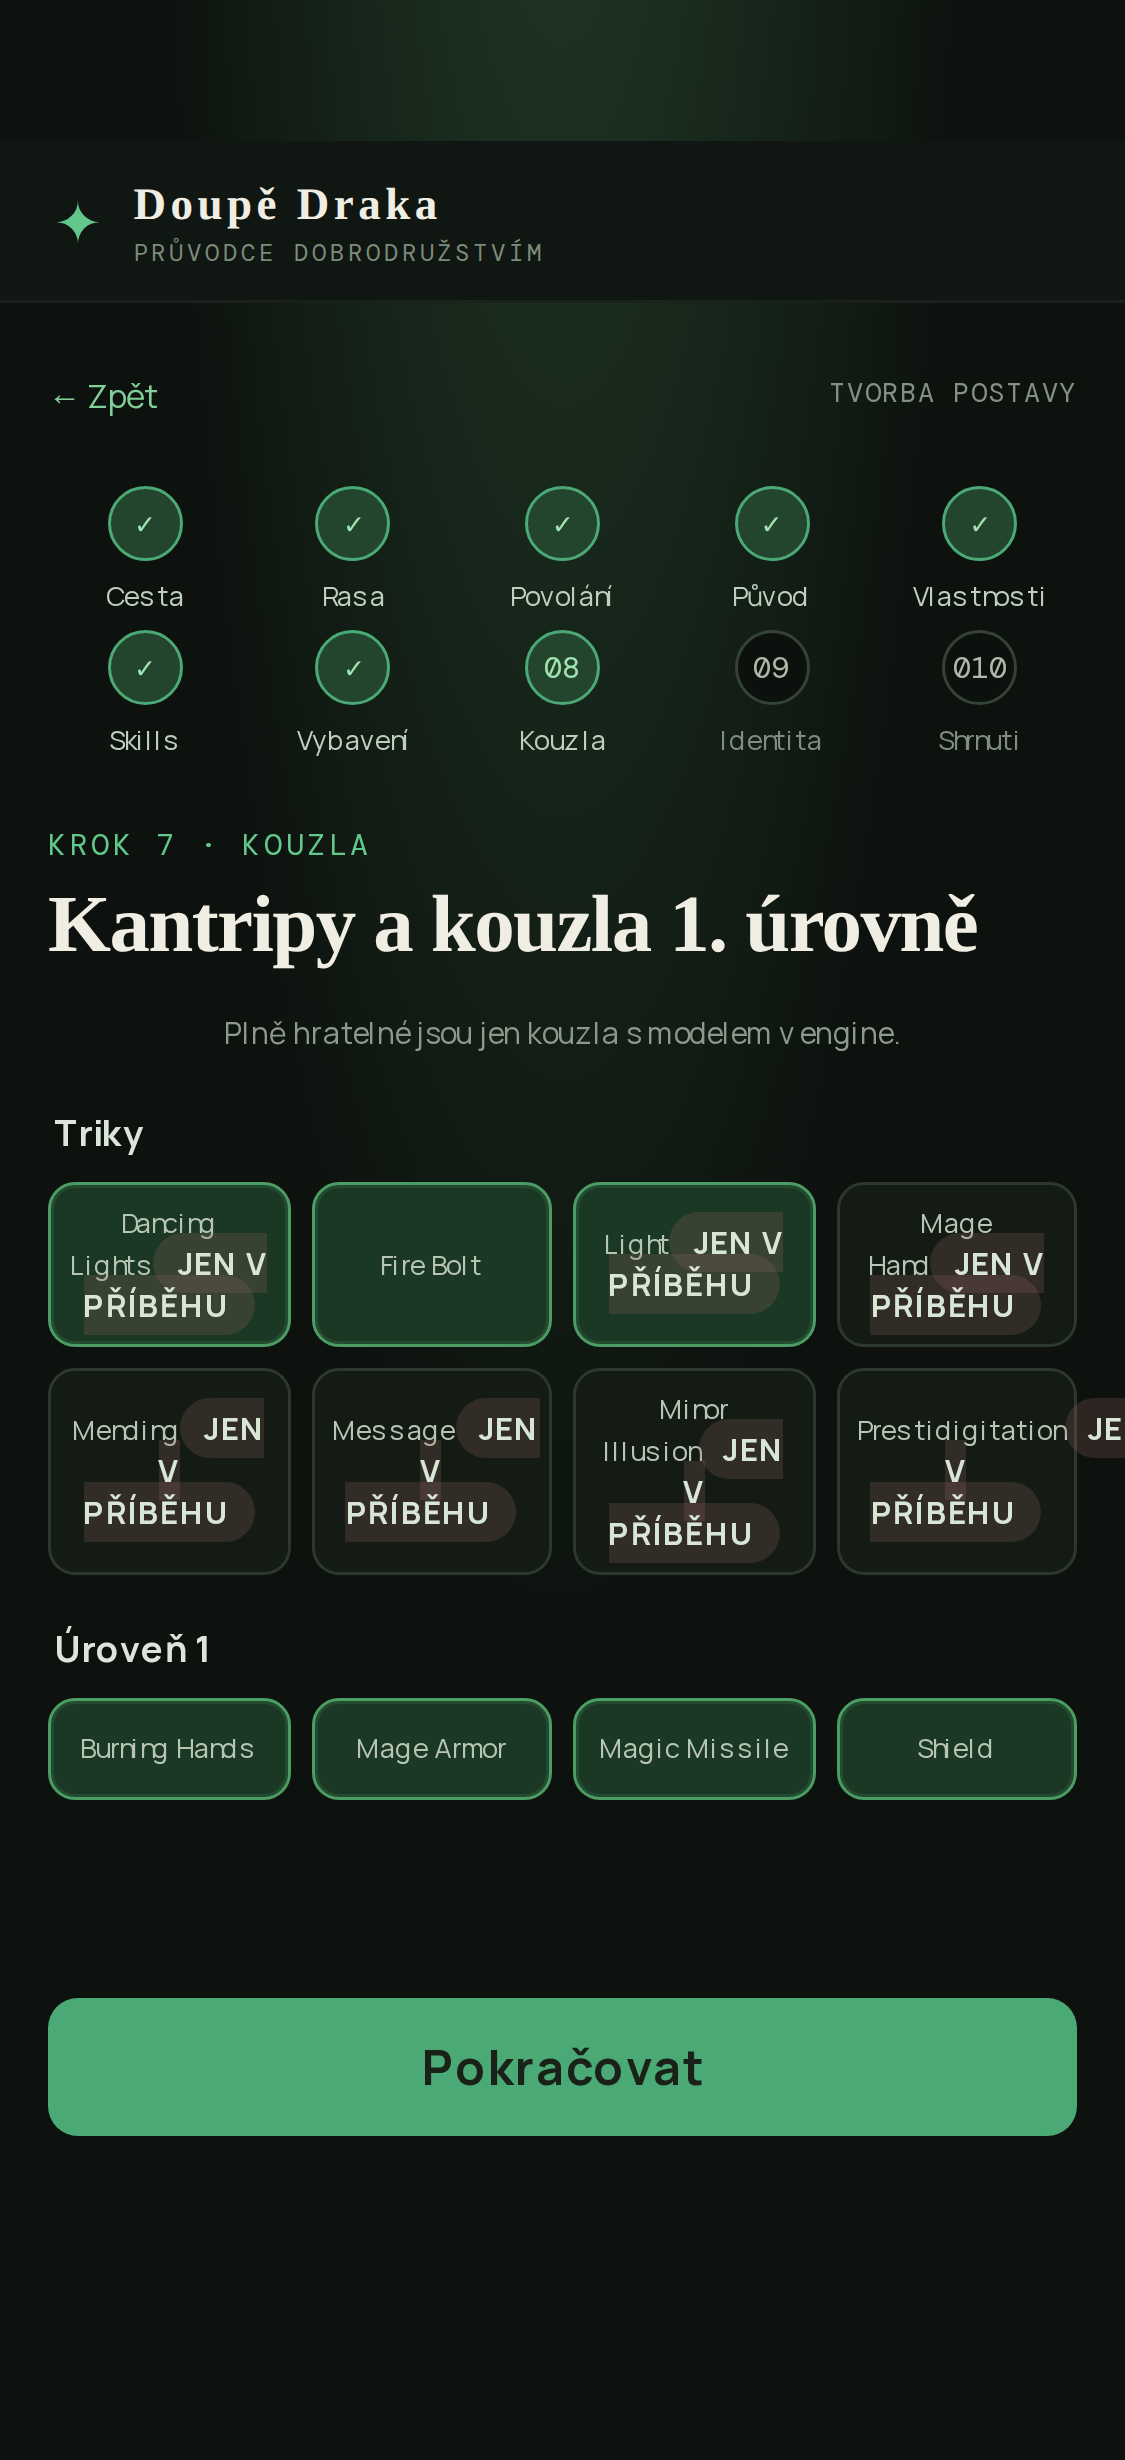 Doupě Draka
PRŮVODCE DOBRODRUŽSTVÍM
← Zpět
TVORBA POSTAVY
✓ ✓ ✓ ✓ ✓
Cesta Rasa Povolání Původ Vlastnosti
✓ ✓ 08 09 010
Skills Vybavení Kouzla Identita Shrnuti
KROK 7 · KOUZLA
Kantripy a kouzla 1. úrovně
Plně hratelné jsou jen kouzla s modelem v engine.
Triky
Dancing
Lights JEN V
PŘÍBĚHU
Fire Bolt
Light JEN V
PŘÍBĚHU
Mage
Hand JEN V
PŘÍBĚHU
Mending JEN
V
PŘÍBĚHU
Message JEN
V
PŘÍBĚHU
Minor
Illusion JEN
V
PŘÍBĚHU
Prestidigitation JE
V
PŘÍBĚHU
Úroveň 1
Burning Hands
Mage Armor
Magic Missile
Shield
Pokračovat